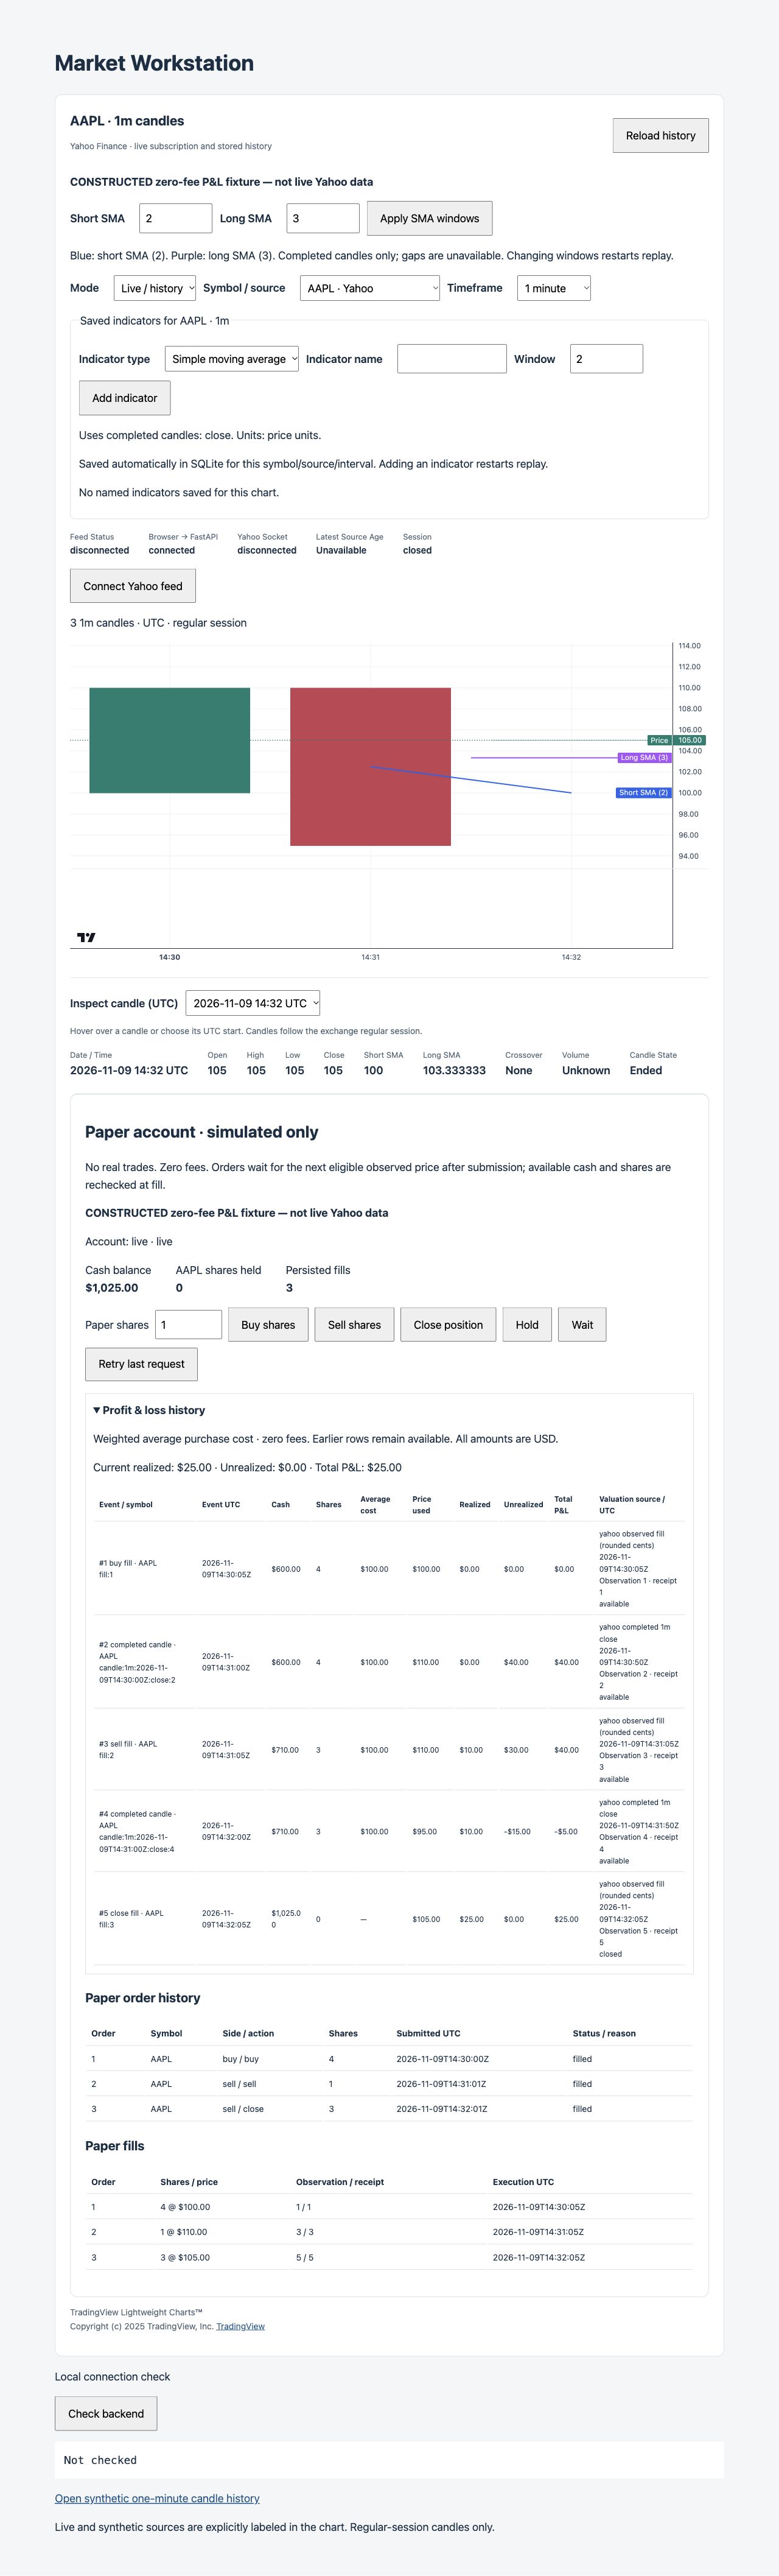 Market Workstation
AAPL · 1m candles
Yahoo Finance · live subscription and stored history
Reload history
CONSTRUCTED zero-fee P&L fixture — not live Yahoo data
Short SMA 2 Long SMA 3 Apply SMA windows
Blue: short SMA (2). Purple: long SMA (3). Completed candles only; gaps are unavailable. Changing windows restarts replay.
Mode Live / history Symbol / source AAPL · Yahoo Timeframe 1 minute
Saved indicators for AAPL · 1m
Indicator type Simple moving average Indicator name Window 2
Add indicator
Uses completed candles: close. Units: price units.
Saved automatically in SQLite for this symbol/source/interval. Adding an indicator restarts replay.
No named indicators saved for this chart.
Feed Status Browser → FastAPI Yahoo Socket Latest Source Age Session
disconnected connected disconnected Unavailable closed
Connect Yahoo feed
3 1m candles · UTC · regular session
114.00
112.00
110.00
108.00
106.00
Price 105.00
104.00
Long SMA (3)
102.00
Short SMA (2) 100.00
98.00
96.00
94.00
14:30 14:31 14:32
Inspect candle (UTC) 2026-11-09 14:32 UTC
Hover over a candle or choose its UTC start. Candles follow the exchange regular session.
Date / Time Open High Low Close Short SMA Long SMA Crossover Volume Candle State
2026-11-09 14:32 UTC 105 105 105 105 100 103.333333 None Unknown Ended
Paper account · simulated only
No real trades. Zero fees. Orders wait for the next eligible observed price after submission; available cash and shares are
rechecked at fill.
CONSTRUCTED zero-fee P&L fixture — not live Yahoo data
Account: live · live
Cash balance AAPL shares held Persisted fills
$1,025.00 0 3
Paper shares 1 Buy shares Sell shares Close position Hold Wait
Retry last request
▼ Profit & loss history
Weighted average purchase cost · zero fees. Earlier rows remain available. All amounts are USD.
Current realized: $25.00 · Unrealized: $0.00 · Total P&L: $25.00
Event / symbol Event UTC Cash Shares Average cost Price used Realized Unrealized Total P&L Valuation source / UTC
#1 buy fill · AAPL
fill:1
2026-11-
09T14:30:05Z
$600.00 4 $100.00 $100.00 $0.00 $0.00 $0.00
yahoo observed fill
(rounded cents)
2026-11-
09T14:30:05Z
Observation 1 · receipt
1
available
#2 completed candle ·
AAPL
candle:1m:2026-11-
09T14:30:00Z:close:2
2026-11-
09T14:31:00Z
$600.00 4 $100.00 $110.00 $0.00 $40.00 $40.00
yahoo completed 1m
close
2026-11-
09T14:30:50Z
Observation 2 · receipt
2
available
#3 sell fill · AAPL
fill:2
2026-11-
09T14:31:05Z
$710.00 3 $100.00 $110.00 $10.00 $30.00 $40.00
yahoo observed fill
(rounded cents)
2026-11-09T14:31:05Z
Observation 3 · receipt
3
available
#4 completed candle ·
AAPL
candle:1m:2026-11-
09T14:31:00Z:close:4
2026-11-
09T14:32:00Z
$710.00 3 $100.00 $95.00 $10.00 -$15.00 -$5.00
yahoo completed 1m
close
2026-11-09T14:31:50Z
Observation 4 · receipt
4
available
#5 close fill · AAPL
fill:3
2026-11-
09T14:32:05Z
$1,025.0
0
0 — $105.00 $25.00 $0.00 $25.00
yahoo observed fill
(rounded cents)
2026-11-
09T14:32:05Z
Observation 5 · receipt
5
closed
Paper order history
Order Symbol Side / action Shares Submitted UTC Status / reason
1 AAPL buy / buy 4 2026-11-09T14:30:00Z filled
2 AAPL sell / sell 1 2026-11-09T14:31:01Z filled
3 AAPL sell / close 3 2026-11-09T14:32:01Z filled
Paper fills
Order Shares / price Observation / receipt Execution UTC
1 4 @ $100.00 1 / 1 2026-11-09T14:30:05Z
2 1 @ $110.00 3 / 3 2026-11-09T14:31:05Z
3 3 @ $105.00 5 / 5 2026-11-09T14:32:05Z
TradingView Lightweight Charts™
Copyright (c) 2025 TradingView, Inc. TradingView
Local connection check
Check backend
Not checked
Open synthetic one-minute candle history
Live and synthetic sources are explicitly labeled in the chart. Regular-session candles only.